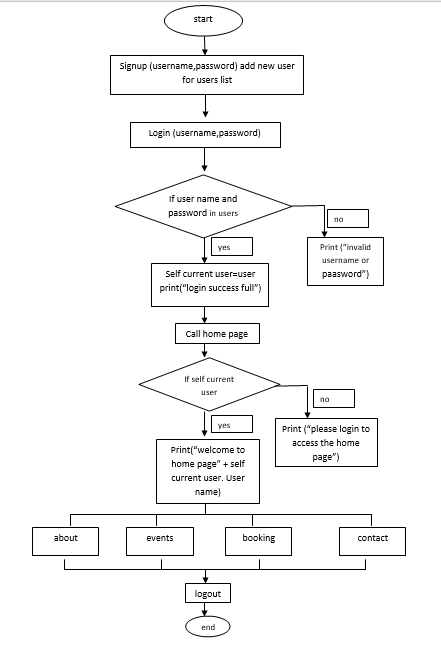 start
Signup (username,password) add new user
for users list
Login (username,password)
If user name and
password in users
no
yes
Print (“invalid
username or
paassword”)
Self current user=user
print(“login success full”)
Call home page
If self current
user
no
yes
Print (“please login to
access the home
page”)
Print(“welcome to
home page” + self
current user. User
name)
about
events
booking
contact
logout
end